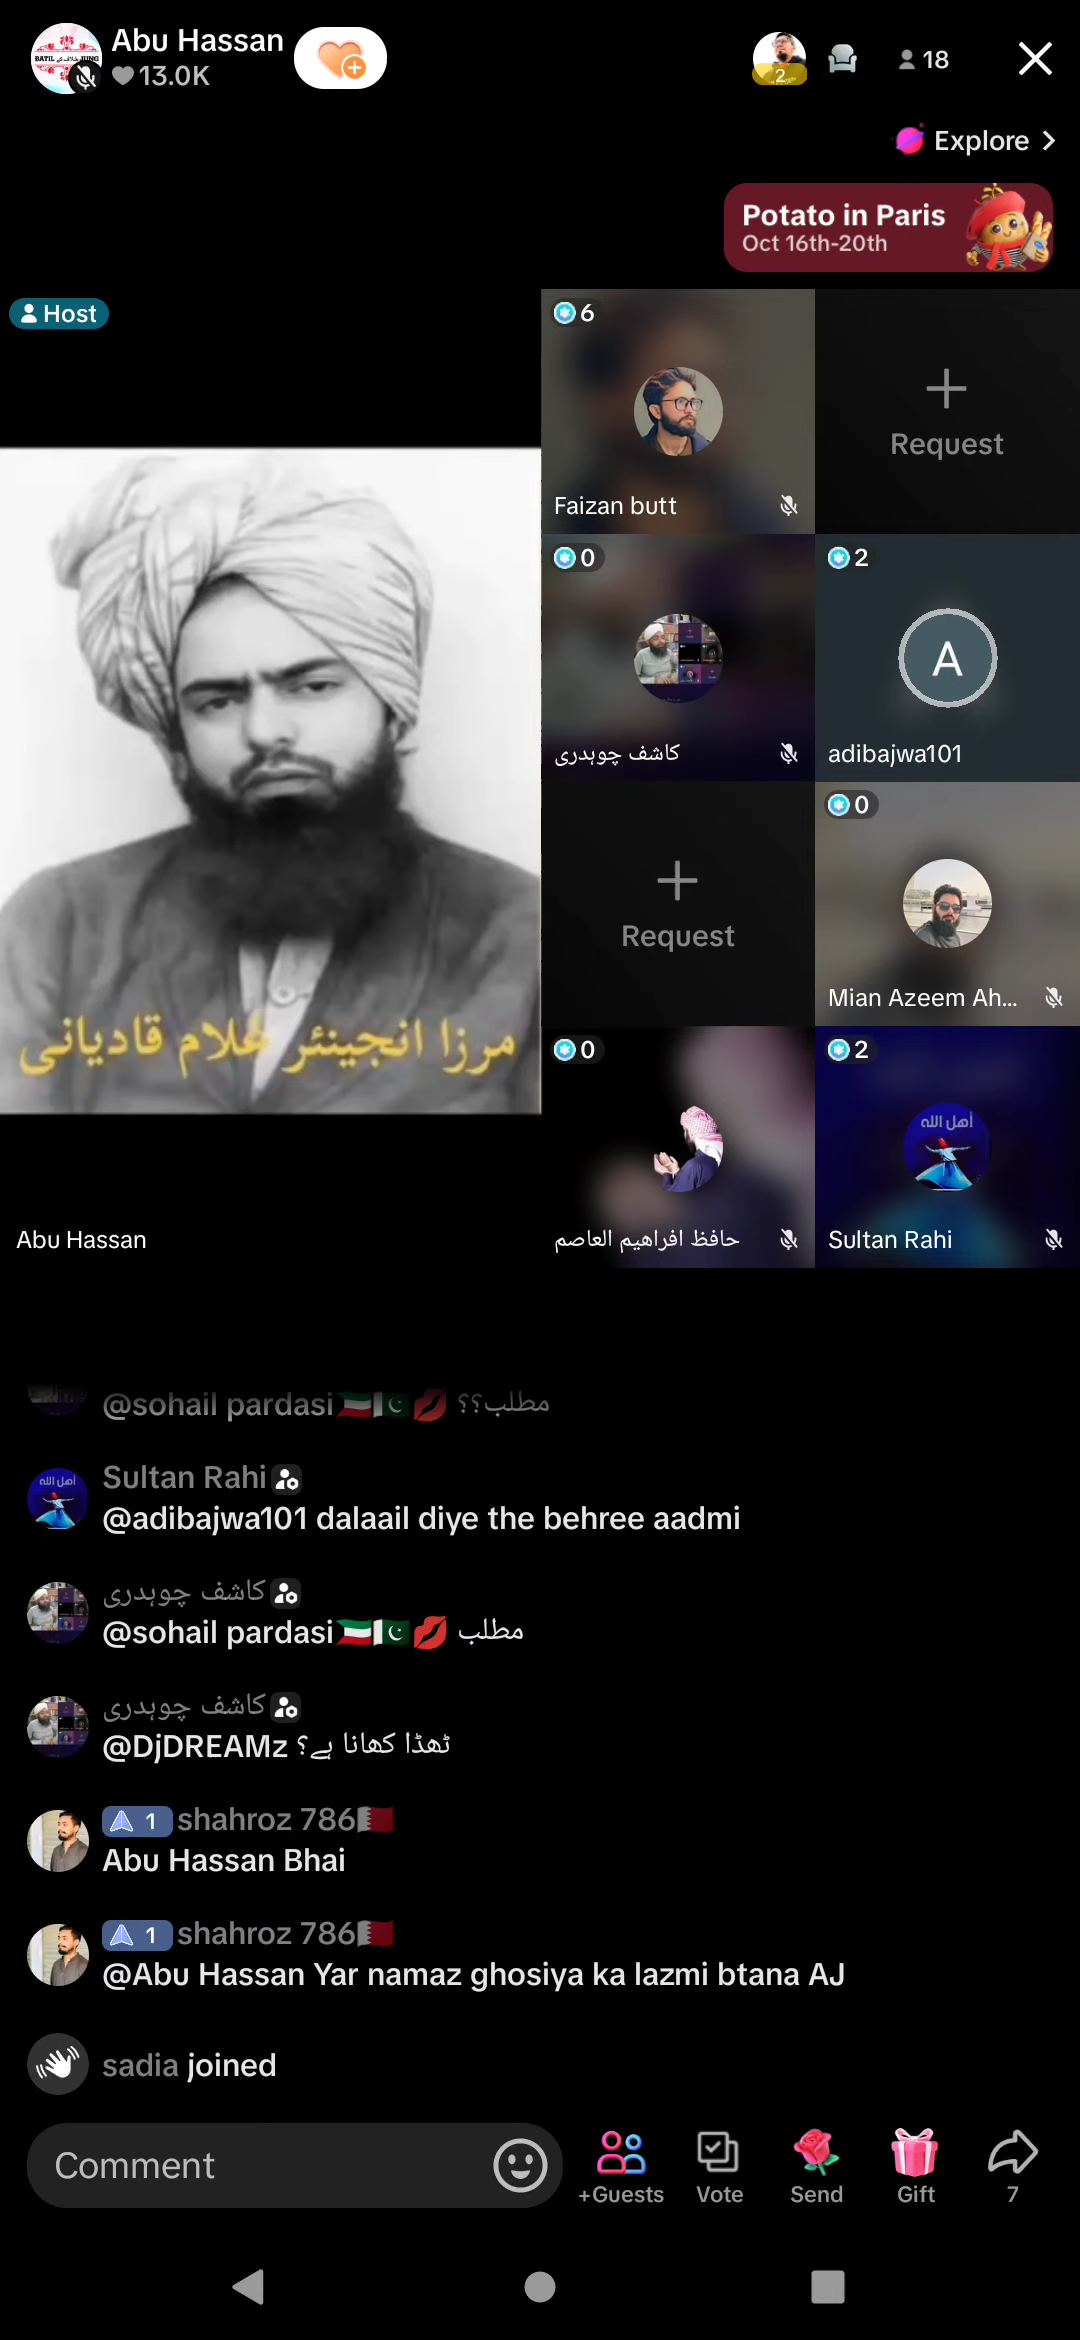 Abu Hassan
13.0K
2
18
Explore
Potato in Paris
Oct 16th-20th
Host
6
Faizan butt
Request
0
کاشف چوہدری
2
A
adibajwa101
Request
0
Mian Azeem Ah...
مرزا انجینئر غلام قادیانی
Abu Hassan
0
حافظ افراهيم العاصم
2
أهل الله
Sultan Rahi
@sohail pardasi🇰🇼🇵🇰💋 مطلب؟؟
Sultan Rahi
@adibajwa101 dalaail diye the behree aadmi
کاشف چوہدری
@sohail pardasi🇰🇼🇵🇰💋 مطلب
کاشف چوہدری
@DjDREAMz ٹھڈا کھانا ہے؟
1 shahroz 786🇶🇦
Abu Hassan Bhai
1 shahroz 786🇶🇦
@Abu Hassan Yar namaz ghosiya ka lazmi btana AJ
sadia joined
Comment
+Guests
Vote
Send
Gift
7